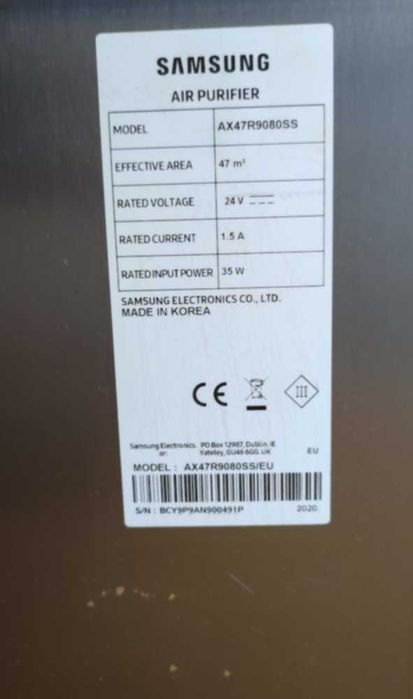 SAMSUNG
AIR PURIFIER
MODEL AX47R9080SS
EFFECTIVE AREA 47 m²
RATED VOLTAGE 24 V
RATED CURRENT 1.5 A
RATED INPUT POWER 35 W
SAMSUNG ELECTRONICS CO., LTD.
MADE IN KOREA
CE III
Samsung Electronics. PO Box 12987, Dublin. IE
or: Yateley, GU46 6GG. UK EU
MODEL : AX47R9080SS/EU
S/N : BCY9P9AN900491P 2020.